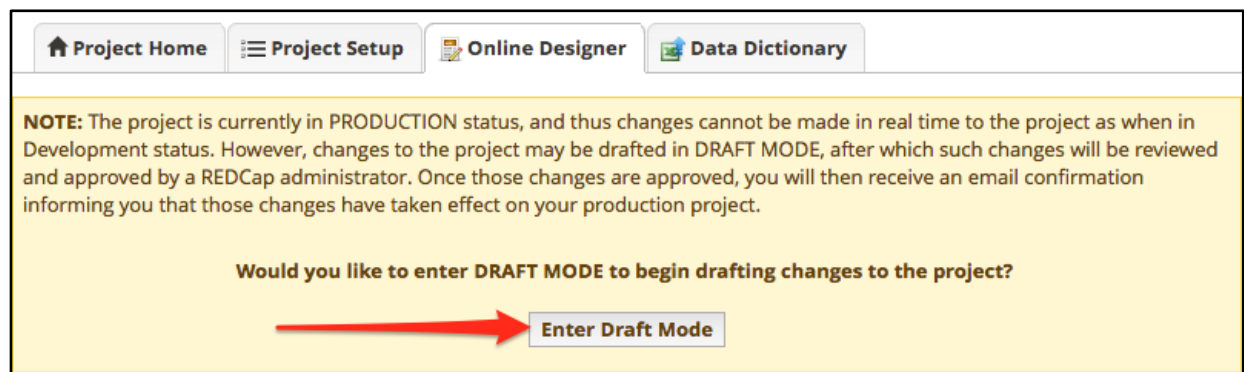 Project Home Project Setup Online Designer Data Dictionary
NOTE: The project is currently in PRODUCTION status, and thus changes cannot be made in real time to the project as when in
Development status. However, changes to the project may be drafted in DRAFT MODE, after which such changes will be reviewed
and approved by a REDCap administrator. Once those changes are approved, you will then receive an email confirmation
informing you that those changes have taken effect on your production project.
Would you like to enter DRAFT MODE to begin drafting changes to the project?
Enter Draft Mode